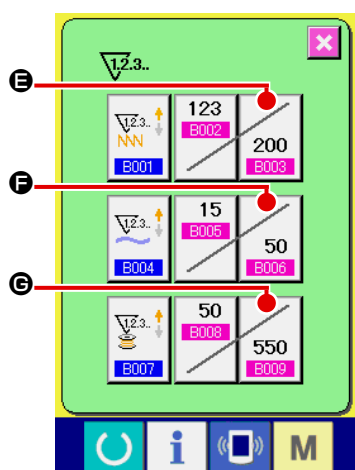 1.2.3..
E
1.2.3.. 123
B002
200
B001 B003
F
1.2.3.. 15
B005
50
B004 B006
G
1.2.3.. 50
B008
550
B007 B009
i M